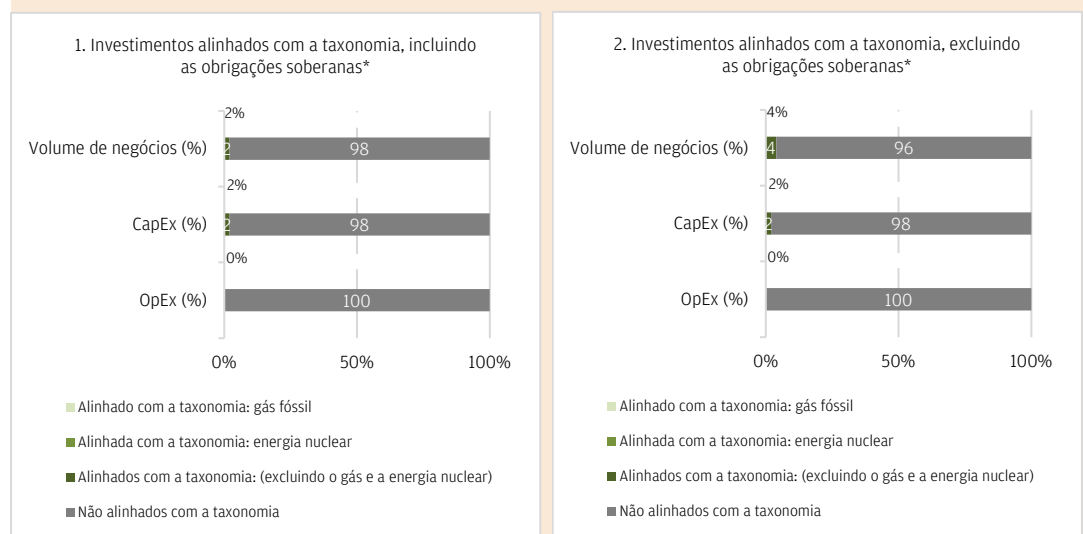 1. Investimentos alinhados com a taxonomia, incluindo
as obrigações soberanas*
2%
Volume de negócios (%)
2
98
2%
CapEx (%)
2
98
0%
OpEx (%)
100
0%
50%
100%
Alinhado com a taxonomia: gás fóssil
Alinhada com a taxonomia: energia nuclear
Alinhados com a taxonomia: (excluindo o gás e a energia nuclear)
Não alinhados com a taxonomia
2. Investimentos alinhados com a taxonomia, excluindo
as obrigações soberanas*
4%
Volume de negócios (%)
4
96
2%
CapEx (%)
2
98
0%
OpEx (%)
100
0%
50%
100%
Alinhado com a taxonomia: gás fóssil
Alinhada com a taxonomia: energia nuclear
Alinhados com a taxonomia: (excluindo o gás e a energia nuclear)
Não alinhados com a taxonomia